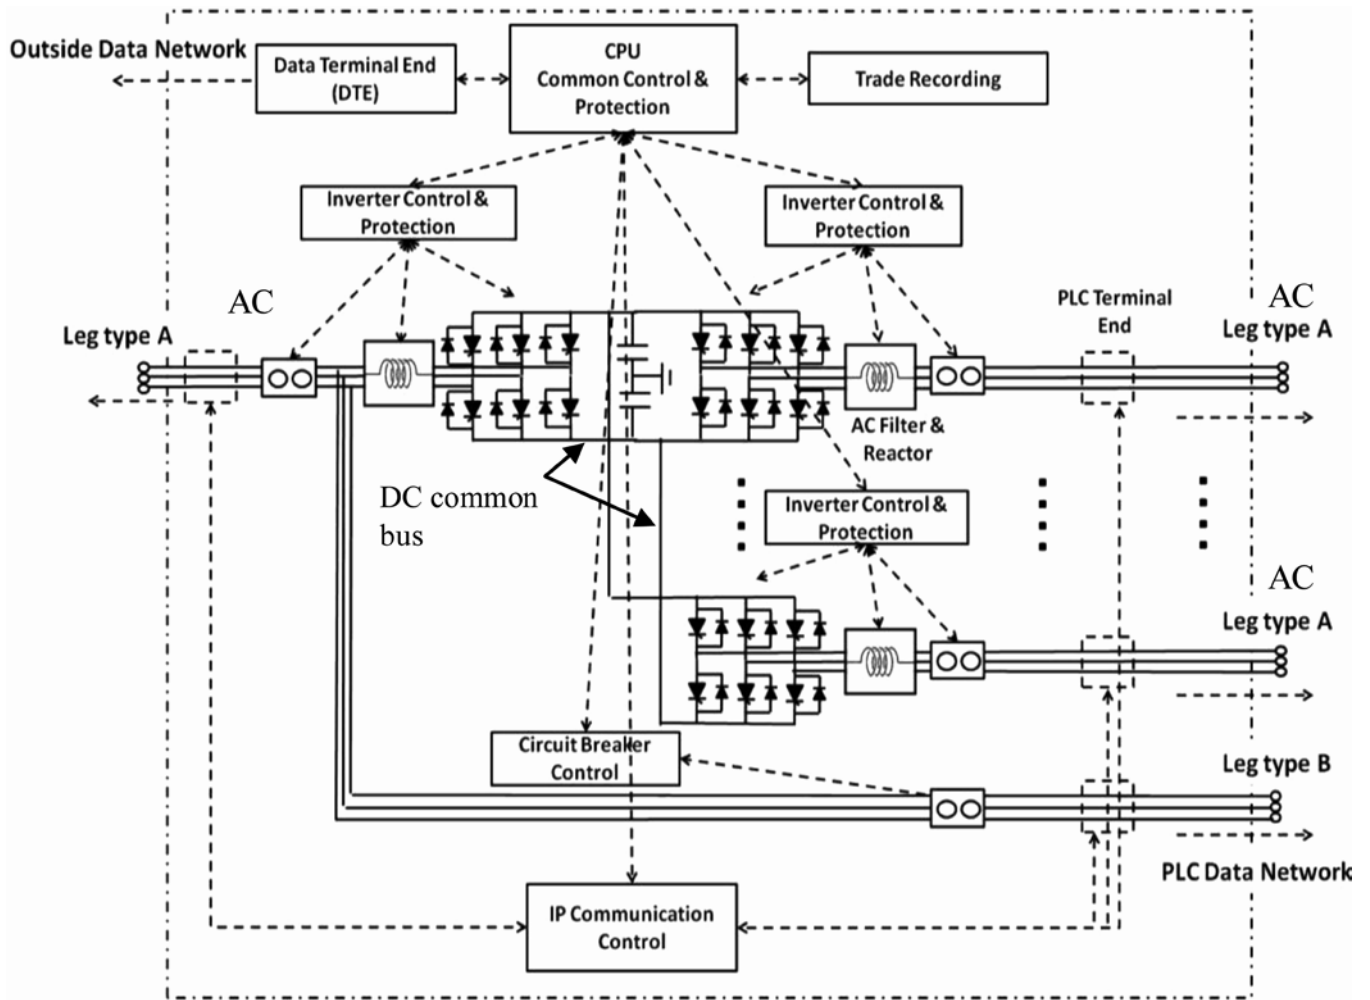 Outside Data Network
Data Terminal End
(DTE)
CPU
Common Control &
Protection
Trade Recording
Inverter Control &
Protection
Inverter Control &
Protection
AC
Leg type A
PLC Terminal
End
AC
Leg type A
AC Filter &
Reactor
DC common
bus
Inverter Control &
Protection
AC
Leg type A
Circuit Breaker
Control
Leg type B
PLC Data Network
IP Communication
Control